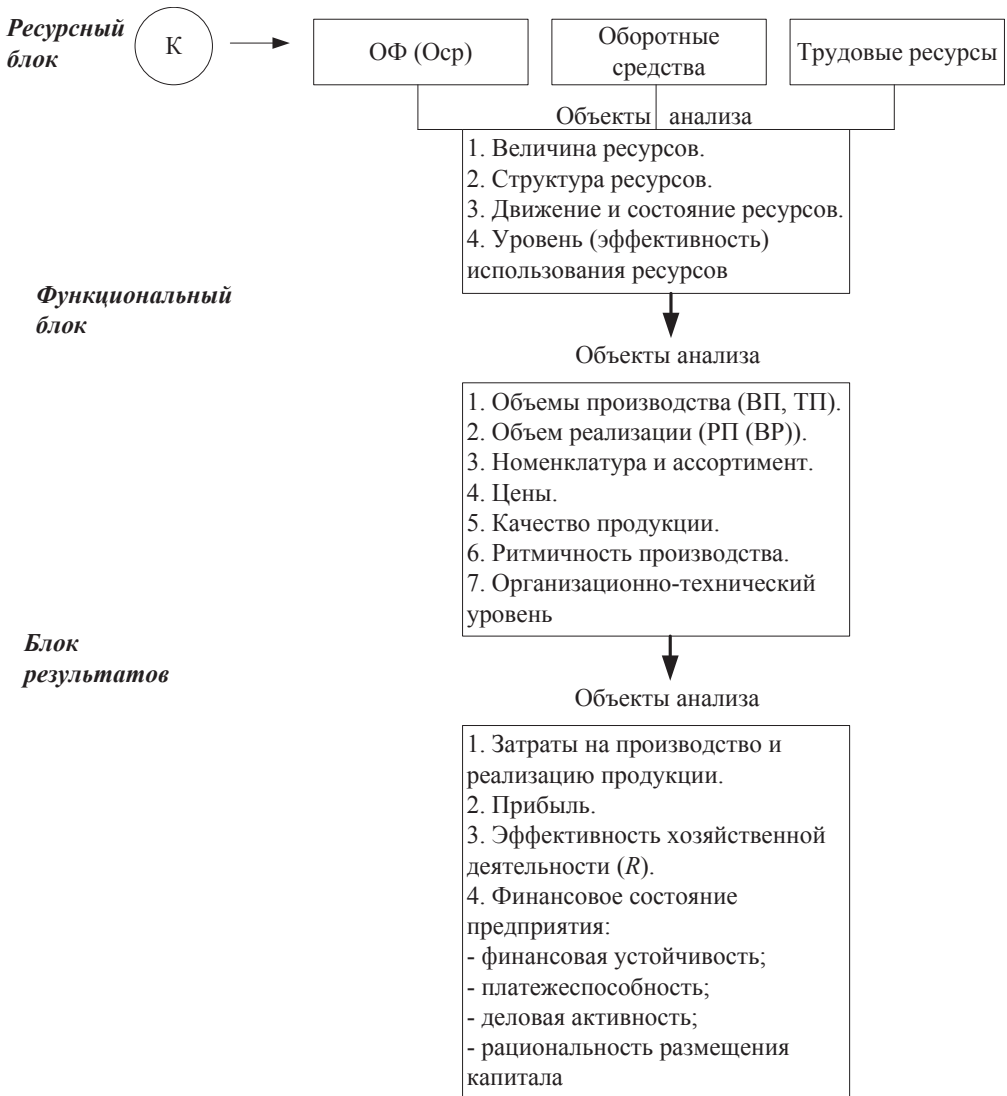 Ресурсный
блок
К
ОФ (Оср)
Оборотные
средства
Трудовые ресурсы
Объекты анализа
1. Величина ресурсов.
2. Структура ресурсов.
3. Движение и состояние ресурсов.
4. Уровень (эффективность)
использования ресурсов
Функциональный
блок
Объекты анализа
1. Объемы производства (ВП, ТП).
2. Объем реализации (РП (ВР)).
3. Номенклатура и ассортимент.
4. Цены.
5. Качество продукции.
6. Ритмичность производства.
7. Организационно-технический
уровень
Блок
результатов
Объекты анализа
1. Затраты на производство и
реализацию продукции.
2. Прибыль.
3. Эффективность хозяйственной
деятельности (R).
4. Финансовое состояние
предприятия:
- финансовая устойчивость;
- платежеспособность;
- деловая активность;
- рациональность размещения
капитала